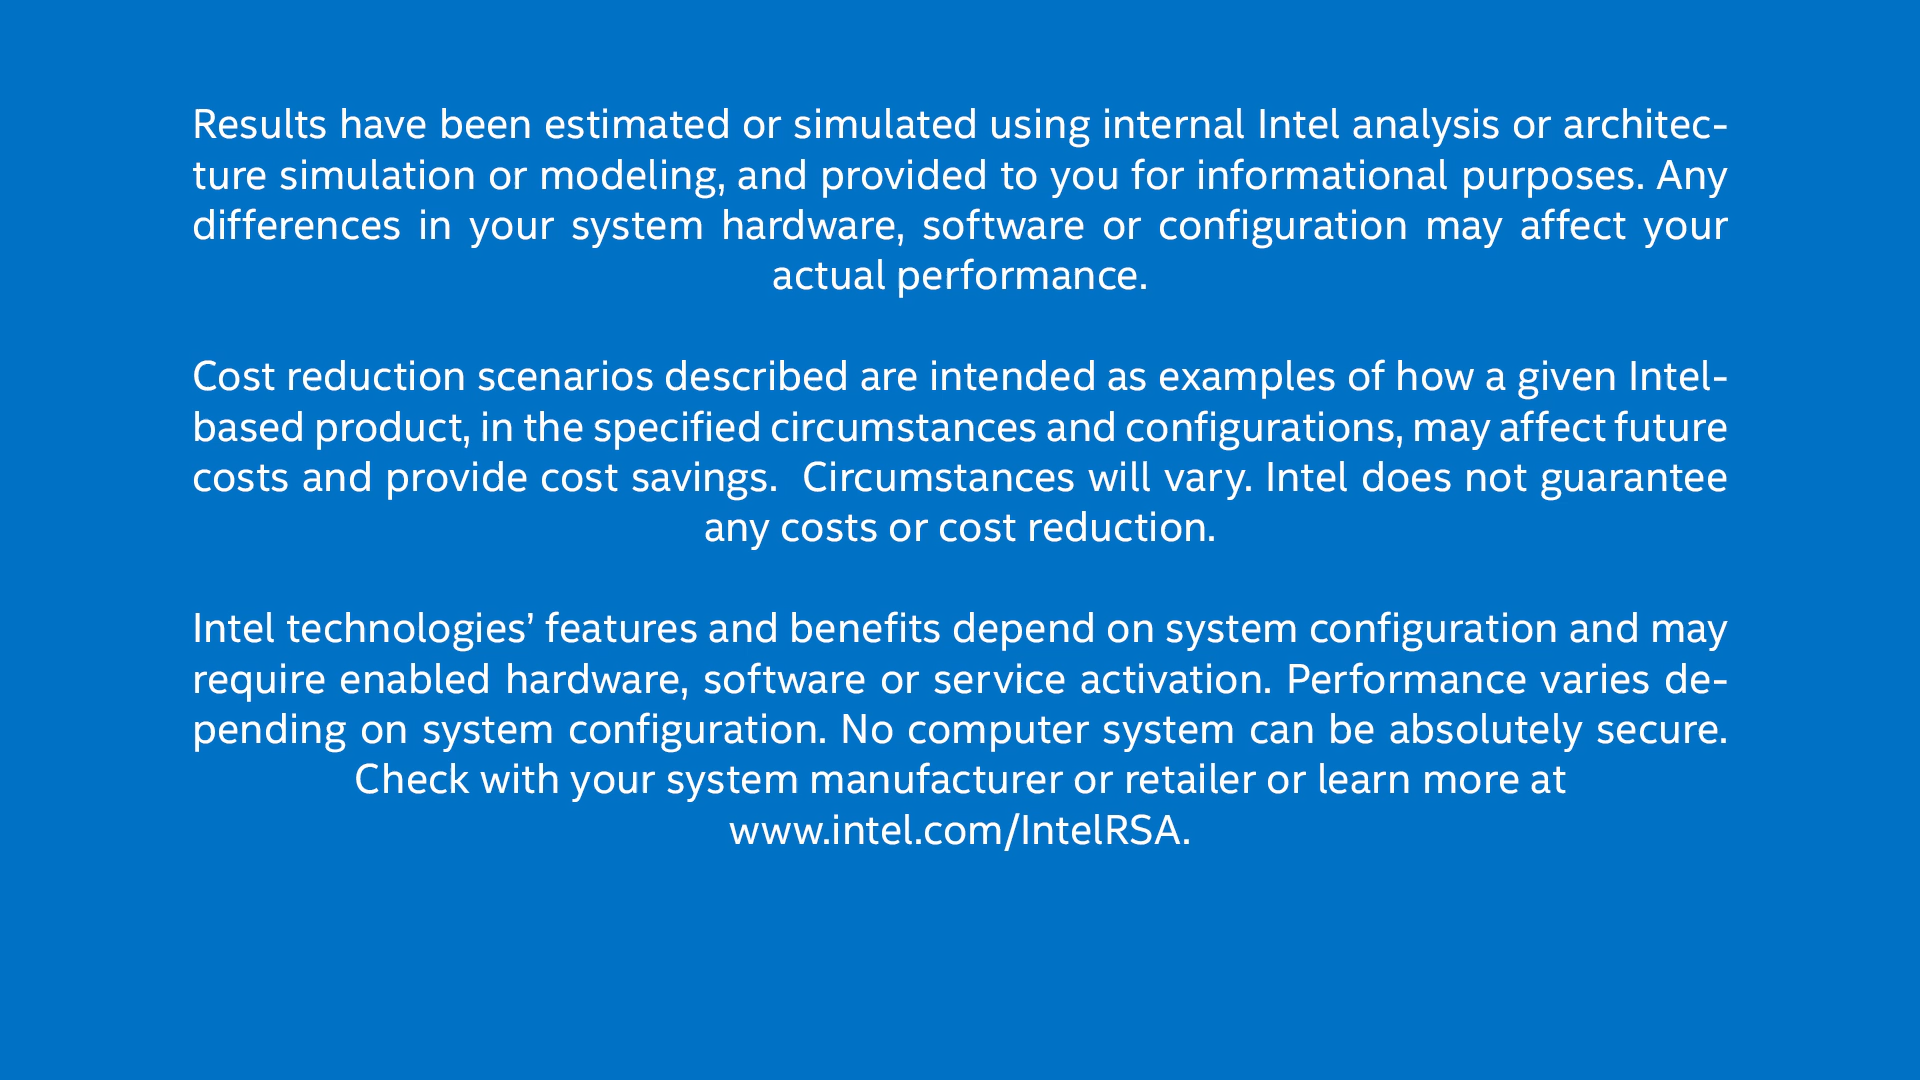 Results have been estimated or simulated using internal Intel analysis or architec-
ture simulation or modeling, and provided to you for informational purposes. Any
differences in your system hardware, software or configuration may affect your
actual performance.
Cost reduction scenarios described are intended as examples of how a given Intel-
based product, in the specified circumstances and configurations, may affect future
costs and provide cost savings.  Circumstances will vary. Intel does not guarantee
any costs or cost reduction.
Intel technologies’ features and benefits depend on system configuration and may
require enabled hardware, software or service activation. Performance varies de-
pending on system configuration. No computer system can be absolutely secure.
Check with your system manufacturer or retailer or learn more at
www.intel.com/IntelRSA.